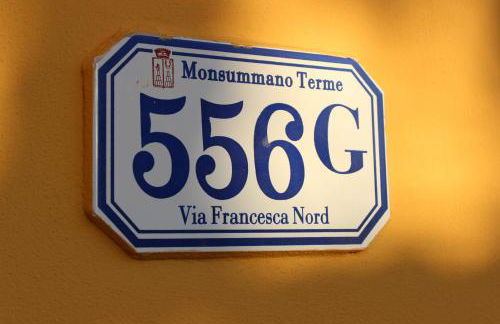 Monsummano Terme
556G
Via Francesca Nord